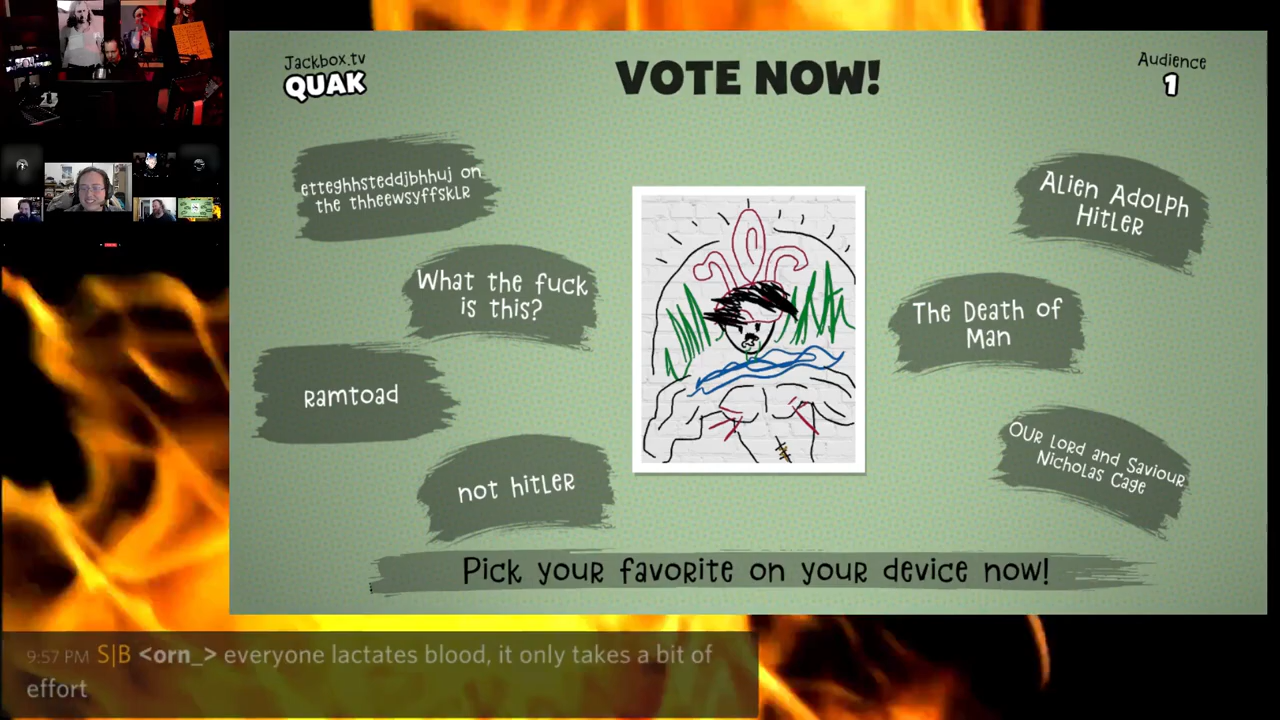 Jackbox.tv
QUAK
VOTE NOW!
Audience
1
etteghhsteddjbhhuj on
the thheewsyffsklr
What the fuck
is this?
ramtoad
not hitler
Alien Adolph
Hitler
The Death of
Man
Our Lord and Saviour
Nicholas Cage
Pick your favorite on your device now!
9:57 PM S|B <orn_> everyone lactates blood, it only takes a bit of
effort